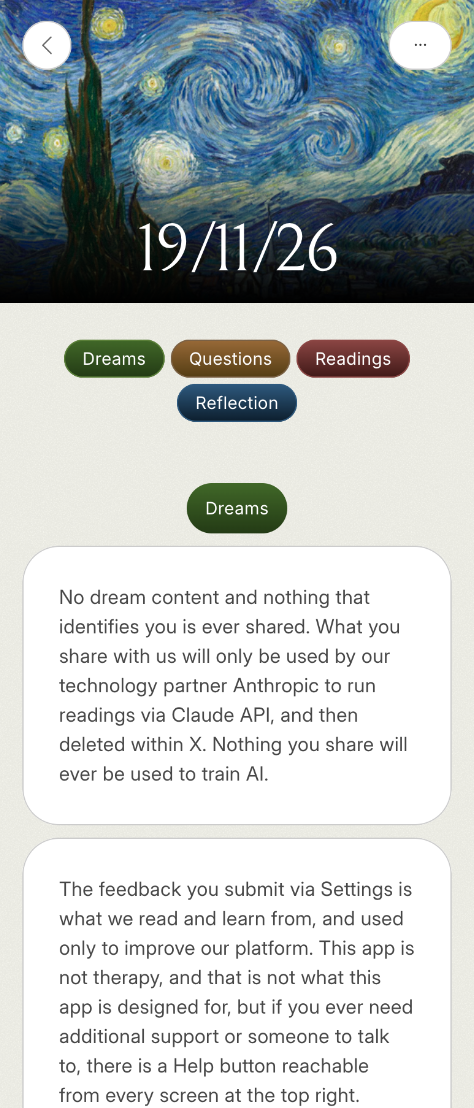 19/11/26
Dreams
Questions
Readings
Reflection
Dreams
No dream content and nothing that
identifies you is ever shared. What you
share with us will only be used by our
technology partner Anthropic to run
readings via Claude API, and then
deleted within X. Nothing you share will
ever be used to train AI.
The feedback you submit via Settings is
what we read and learn from, and used
only to improve our platform. This app is
not therapy, and that is not what this
app is designed for, but if you ever need
additional support or someone to talk
to, there is a Help button reachable
from every screen at the top right.